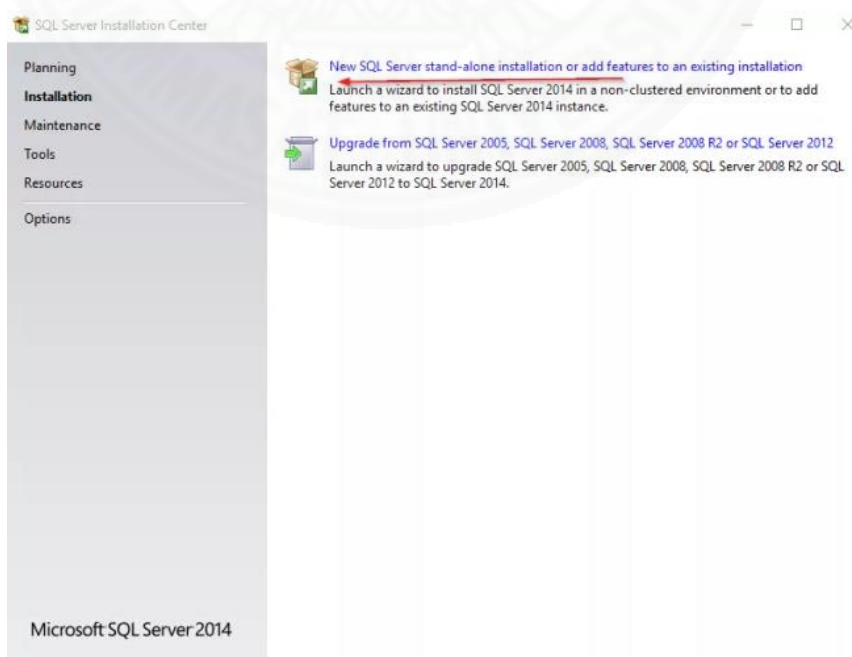 SQL Server Installation Center
Planning
Installation
Maintenance
Tools
Resources
Options
New SQL Server stand-alone installation or add features to an existing installation
Launch a wizard to install SQL Server 2014 in a non-clustered environment or to add
features to an existing SQL Server 2014 instance.
Upgrade from SQL Server 2005, SQL Server 2008, SQL Server 2008 R2 or SQL Server 2012
Launch a wizard to upgrade SQL Server 2005, SQL Server 2008, SQL Server 2008 R2 or SQL
Server 2012 to SQL Server 2014.
Microsoft SQL Server 2014